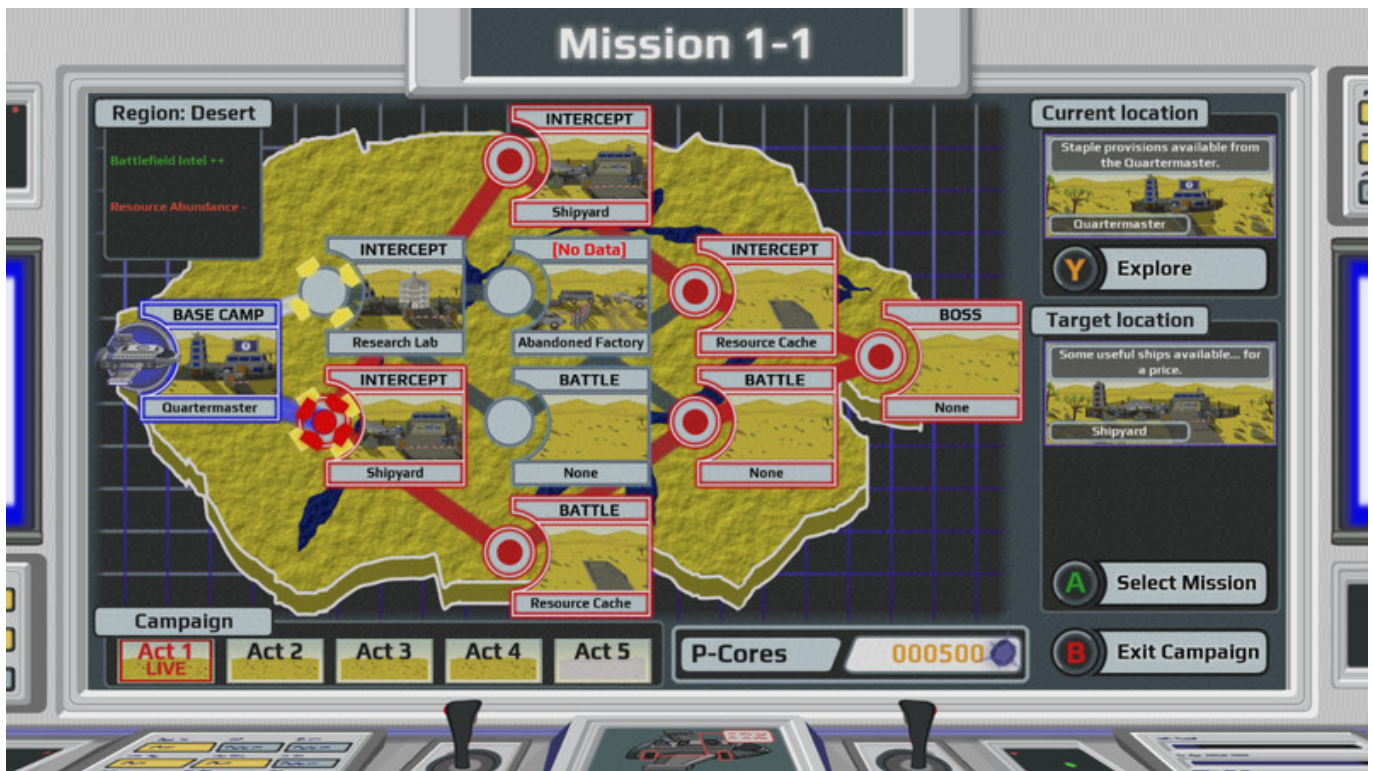 Mission 1-1
Region: Desert
Battlefield Intel ++
Resource Abundance -
INTERCEPT
Shipyard
INTERCEPT
Research Lab
[No Data]
Abandoned Factory
INTERCEPT
Resource Cache
BASE CAMP
Quartermaster
BOSS
None
INTERCEPT
Shipyard
BATTLE
None
BATTLE
None
BATTLE
Resource Cache
Current location
Staple provisions available from
the Quartermaster.
Quartermaster
Y
Explore
Target location
Some useful ships available... for
a price.
Shipyard
A
Select Mission
B
Exit Campaign
Campaign
Act 1
LIVE
Act 2
Act 3
Act 4
Act 5
P-Cores
000500